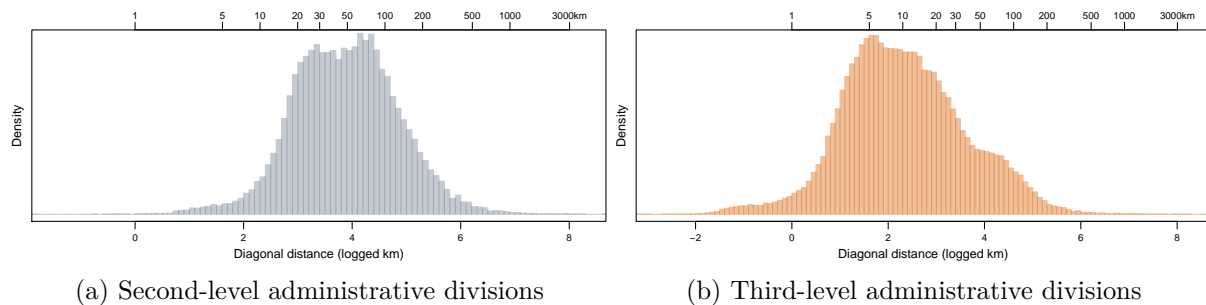 1 5 10 20 30 50 100 200 500 1000 3000km
Density
0 2 4 6 8
Diagonal distance (logged km)
(a) Second-level administrative divisions
1 5 10 20 30 50 100 200 500 1000 3000km
Density
−2 0 2 4 6 8
Diagonal distance (logged km)
(b) Third-level administrative divisions